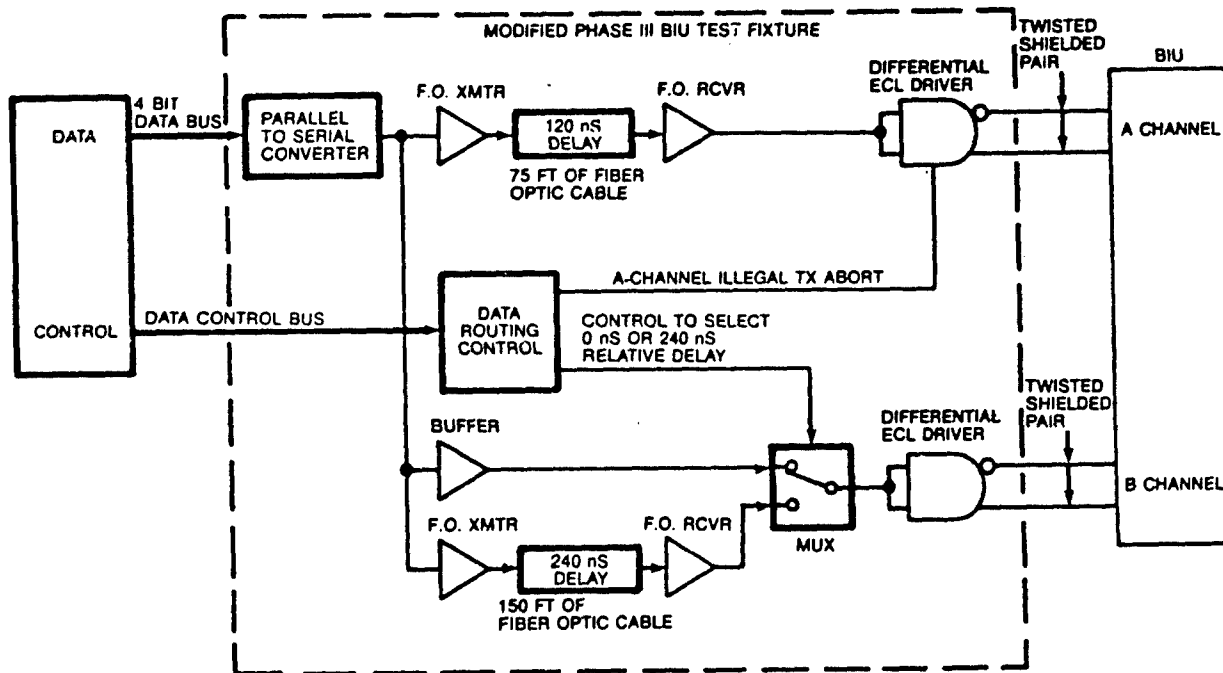 MODIFIED PHASE III BIU TEST FIXTURE
TWISTED
SHIELDED
PAIR
BIU
DIFFERENTIAL
ECL DRIVER
4 BIT
DATA BUS
F.O. XMTR
F.O. RCVR
DATA
PARALLEL
TO SERIAL
CONVERTER
120 nS
DELAY
A CHANNEL
75 FT OF FIBER
OPTIC CABLE
A-CHANNEL ILLEGAL TX ABORT
DATA CONTROL BUS
CONTROL
DATA
ROUTING
CONTROL
CONTROL TO SELECT
0 nS OR 240 nS
RELATIVE DELAY
TWISTED
SHIELDED
PAIR
DIFFERENTIAL
ECL DRIVER
BUFFER
B CHANNEL
F.O. XMTR
F.O. RCVR
MUX
240 nS
DELAY
150 FT OF
FIBER OPTIC CABLE